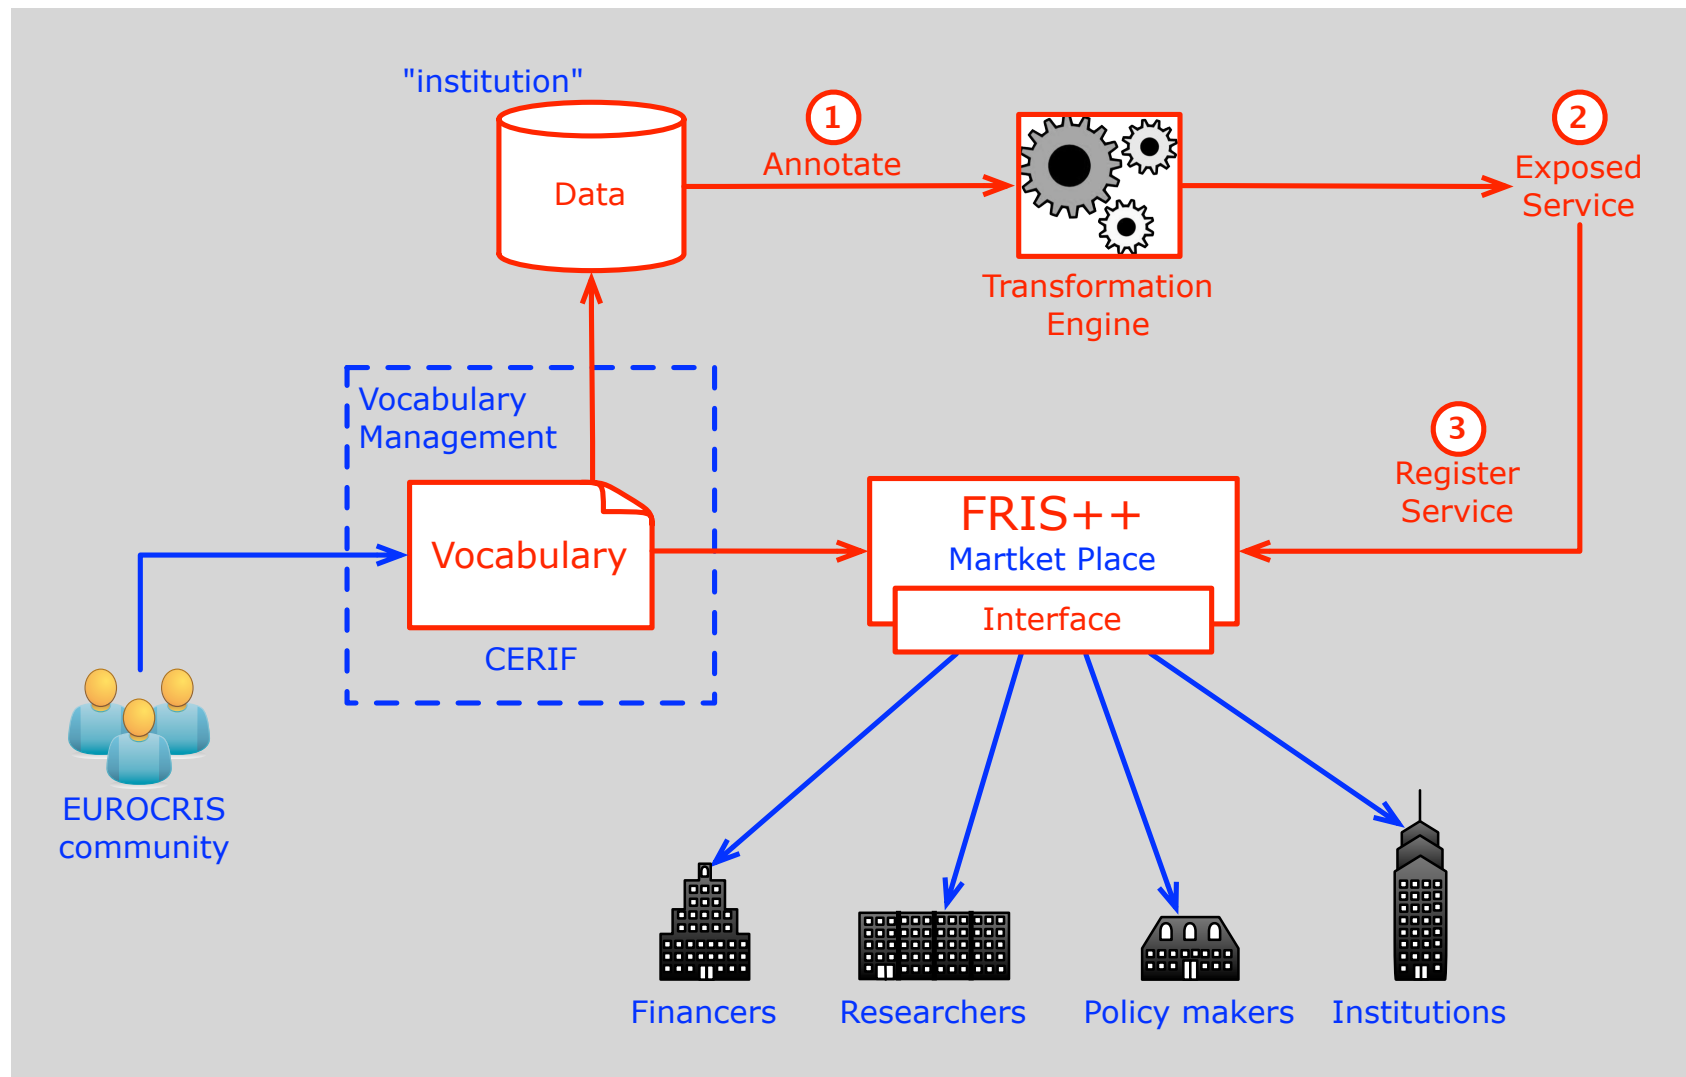 "institution"
Data
1
Annotate
Transformation
Engine
2
Exposed
Service
3
Register
Service
Vocabulary
Management
Vocabulary
CERIF
FRIS++
Martket Place
Interface
EUROCRIS
community
Financers
Researchers
Policy makers
Institutions